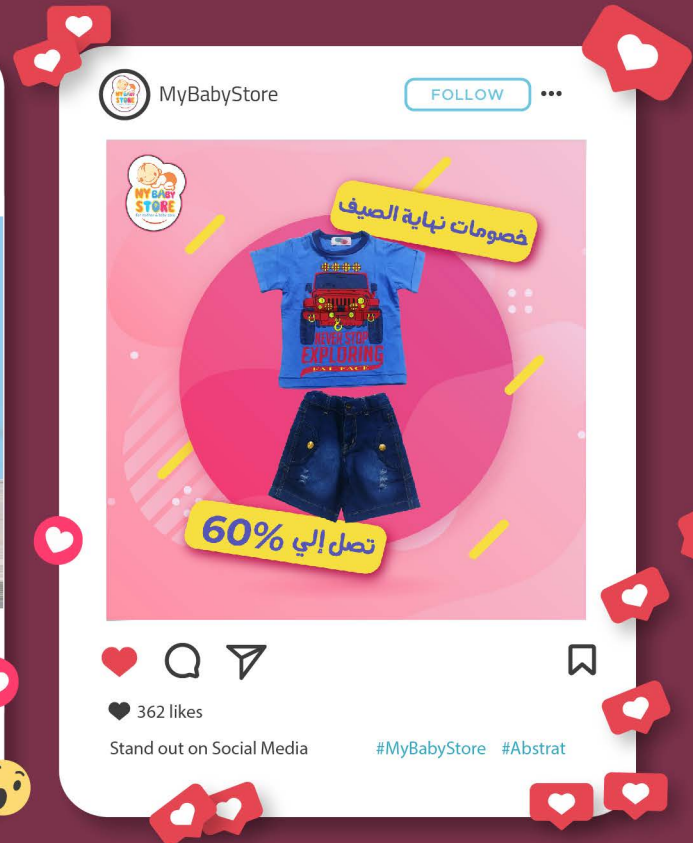 MyBabyStore
FOLLOW
MY BABY
STORE
خصومات نهاية الصيف
NEVER STOP
EXPLORING
تصل إلي 60%
362 likes
Stand out on Social Media #MyBabyStore #Abstrat